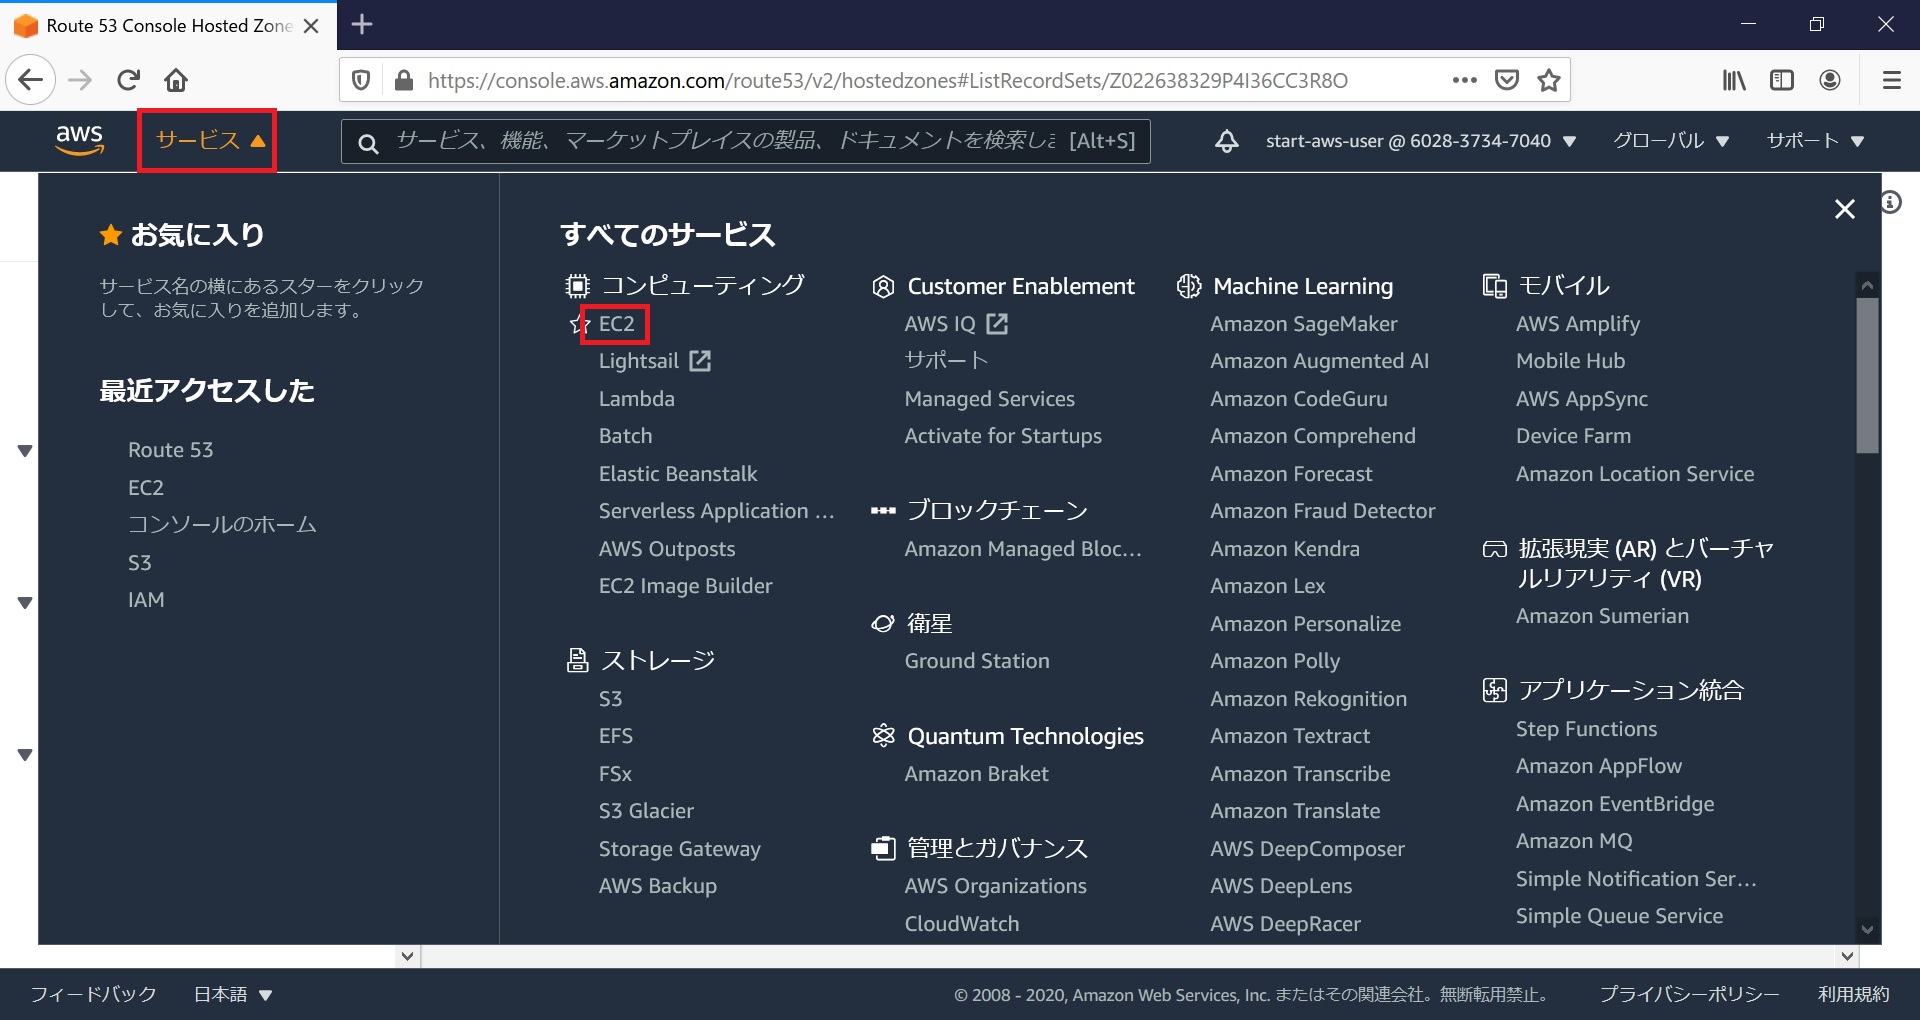 Route 53 Console Hosted Zone
https://console.aws.amazon.com/route53/v2/hostedzones#ListRecordSets/Z022638329P4I36CC3R8O
aws
サービス
サービス、機能、マーケットプレイスの製品、ドキュメントを検索しま
[Alt+S]
start-aws-user @ 6028-3734-7040
グローバル
サポート
お気に入り
サービス名の横にあるスターをクリック
して、お気に入りを追加します。
最近アクセスした
Route 53
EC2
コンソールのホーム
S3
IAM
すべてのサービス
コンピューティング
EC2
Lightsail
Lambda
Batch
Elastic Beanstalk
Serverless Application ...
AWS Outposts
EC2 Image Builder
ストレージ
S3
EFS
FSx
S3 Glacier
Storage Gateway
AWS Backup
Customer Enablement
AWS IQ
サポート
Managed Services
Activate for Startups
ブロックチェーン
Amazon Managed Bloc...
衛星
Ground Station
Quantum Technologies
Amazon Braket
管理とガバナンス
AWS Organizations
CloudWatch
Machine Learning
Amazon SageMaker
Amazon Augmented AI
Amazon CodeGuru
Amazon Comprehend
Amazon Forecast
Amazon Fraud Detector
Amazon Kendra
Amazon Lex
Amazon Personalize
Amazon Polly
Amazon Rekognition
Amazon Textract
Amazon Transcribe
Amazon Translate
AWS DeepComposer
AWS DeepLens
AWS DeepRacer
モバイル
AWS Amplify
Mobile Hub
AWS AppSync
Device Farm
Amazon Location Service
拡張現実 (AR) とバーチャ
ルリアリティ (VR)
Amazon Sumerian
アプリケーション統合
Step Functions
Amazon AppFlow
Amazon EventBridge
Amazon MQ
Simple Notification Ser...
Simple Queue Service
フィードバック
日本語
© 2008 - 2020, Amazon Web Services, Inc. またはその関連会社。無断転用禁止。
プライバシーポリシー
利用規約